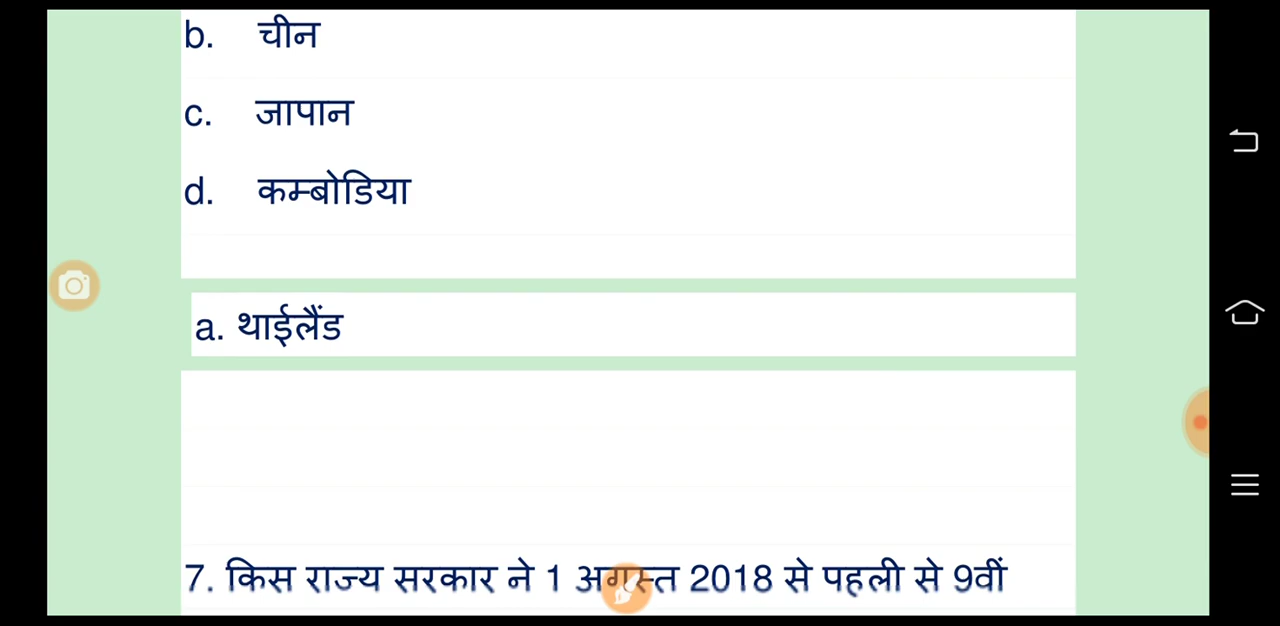 b. चीन
c. जापान
d. कम्बोडिया
a. थाईलैंड
7. किस राज्य सरकार ने 1 अगस्त 2018 से पहली से 9वीं